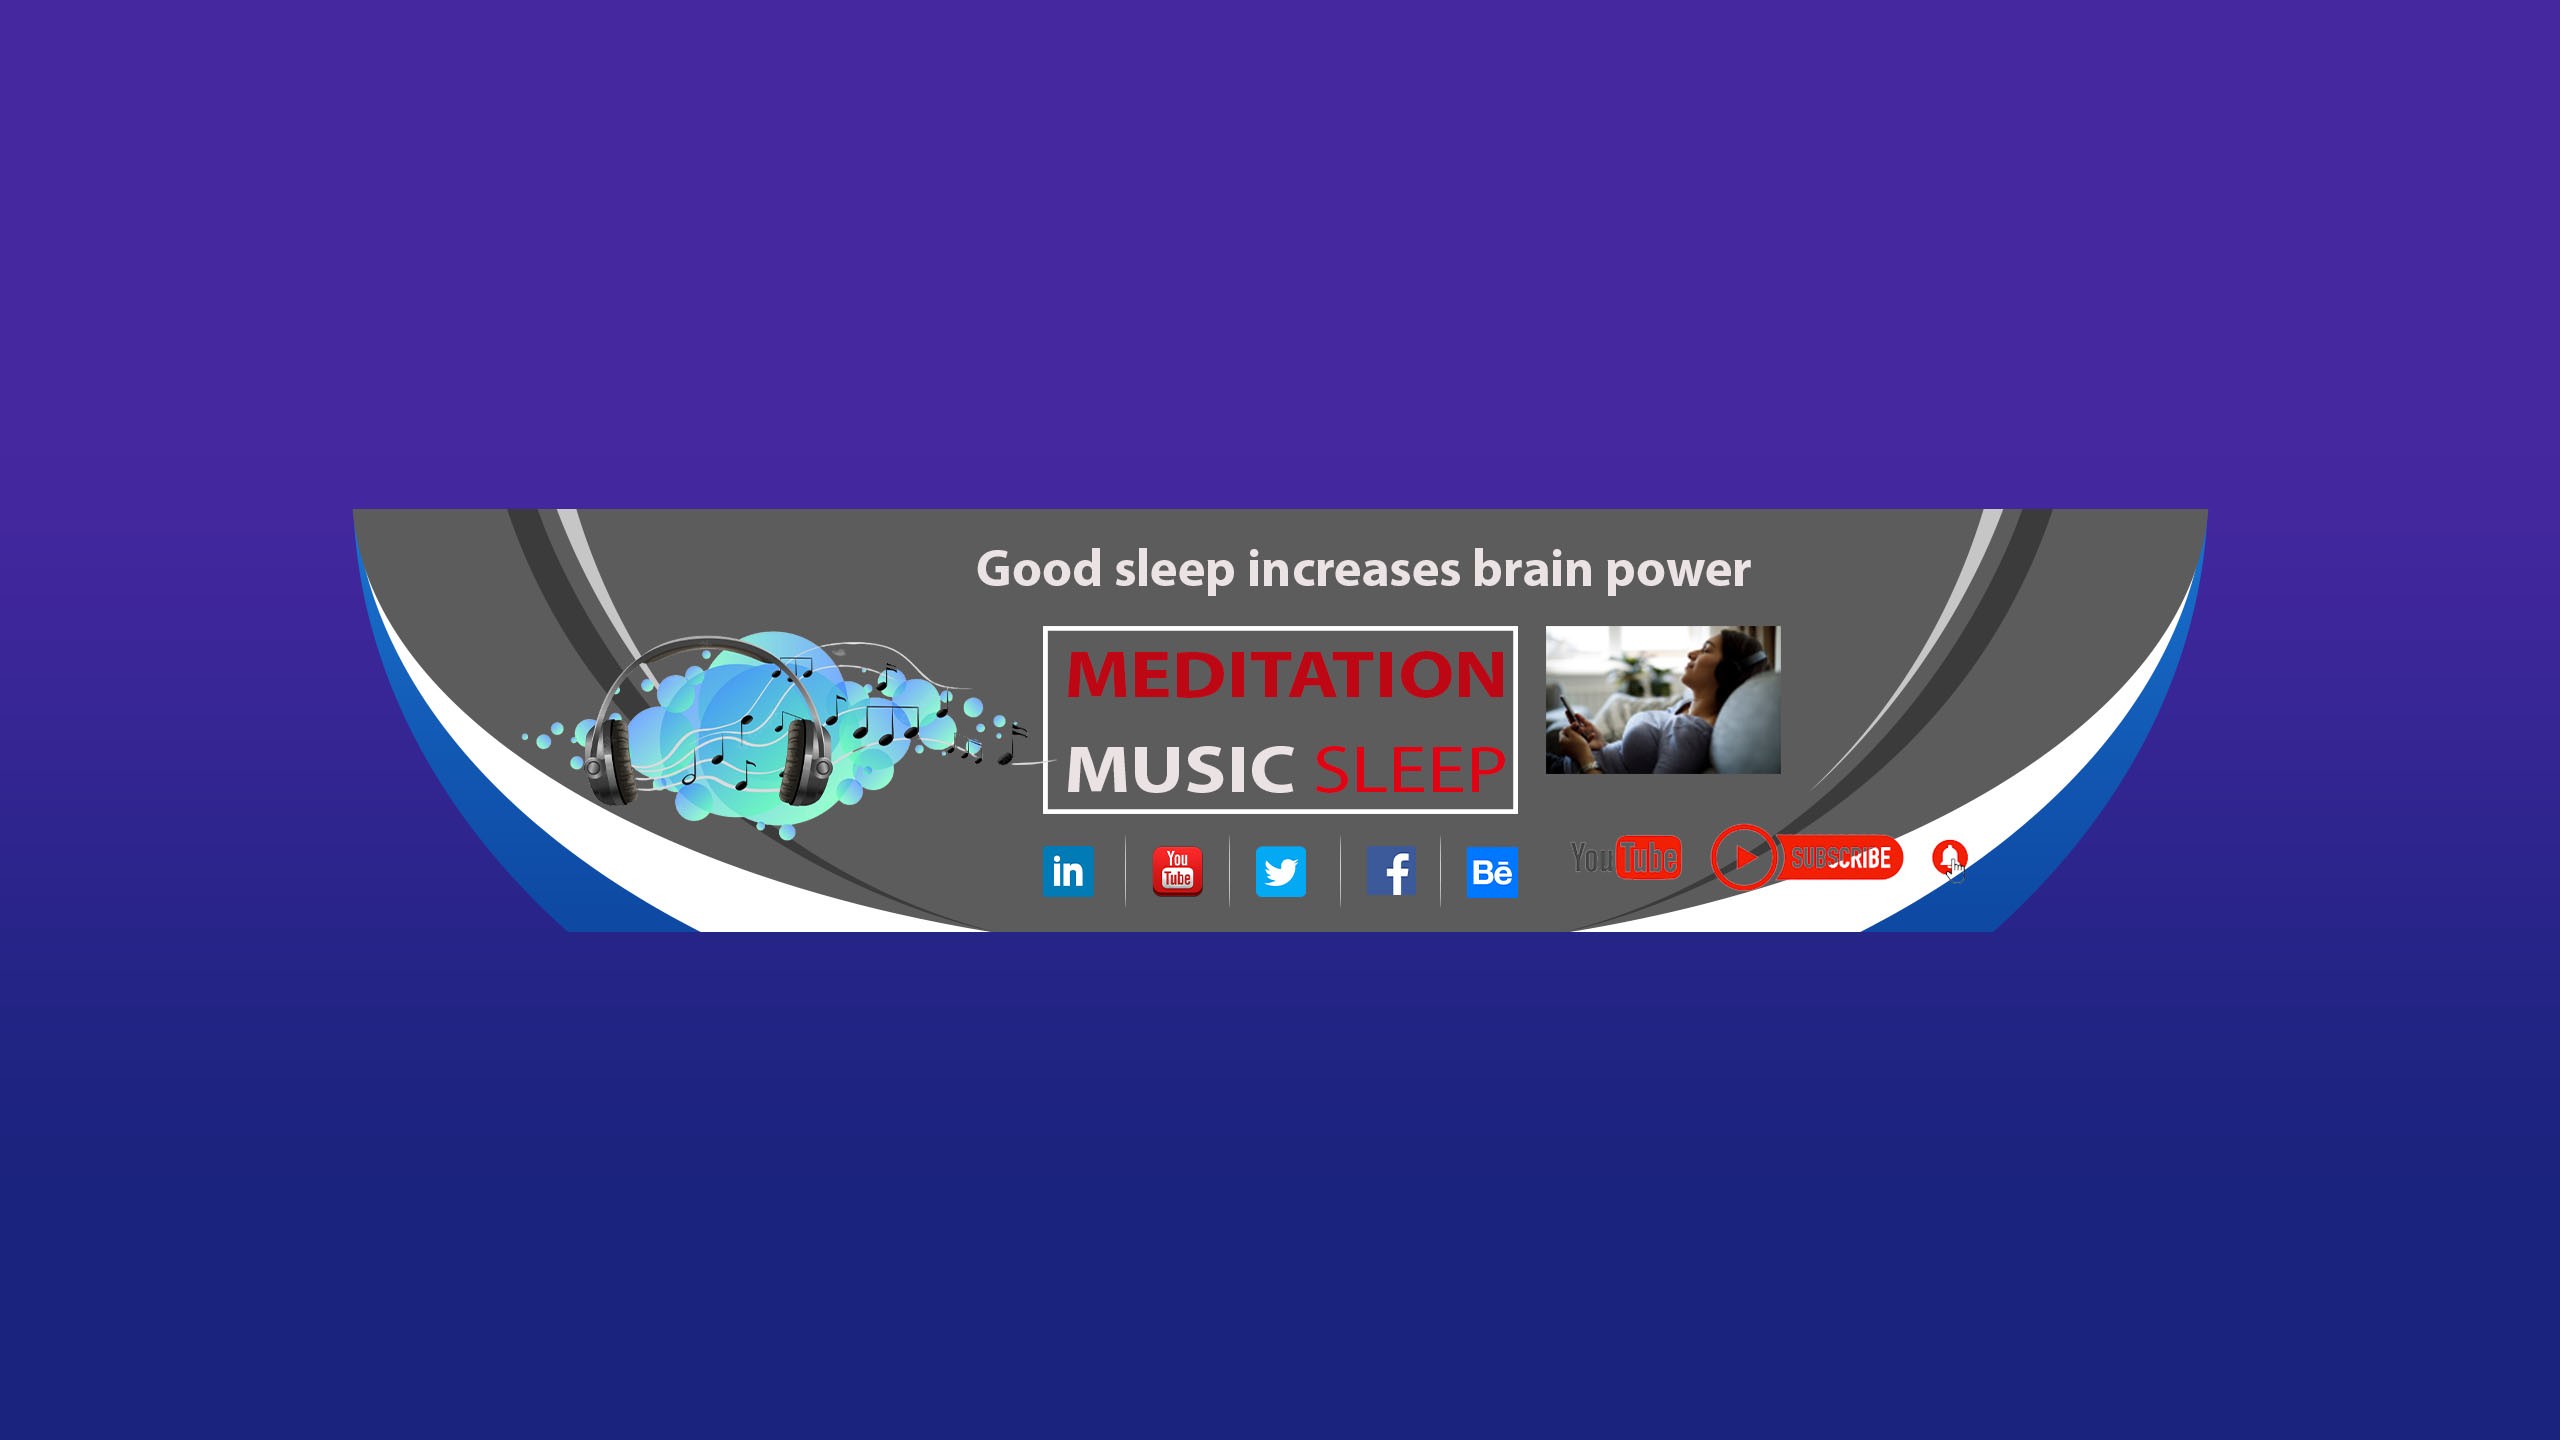 Good sleep increases brain power
MEDITATION
MUSIC SLEEP
in
You
Tube
f
Bē
YouTube
SUBSCRIBE